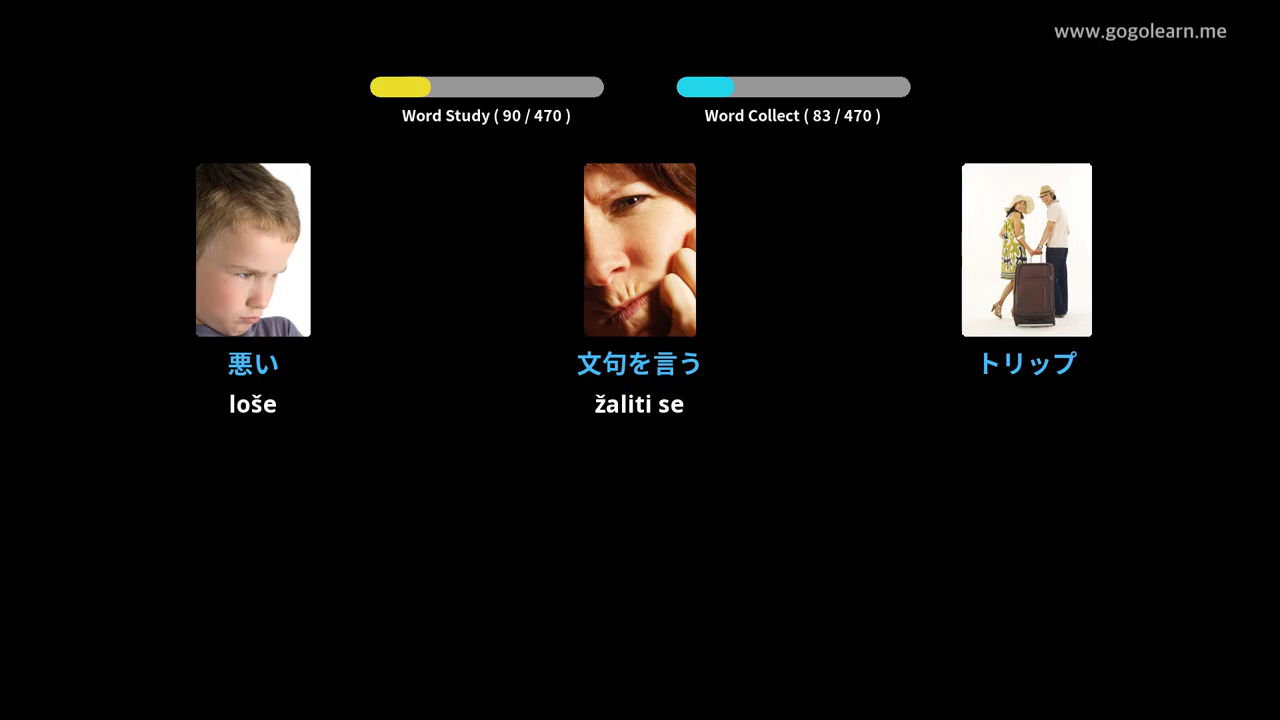 www.gogolearn.me
Word Study ( 90 / 470 )
Word Collect ( 83 / 470 )
悪い
文句を言う
トリップ
loše
žaliti se